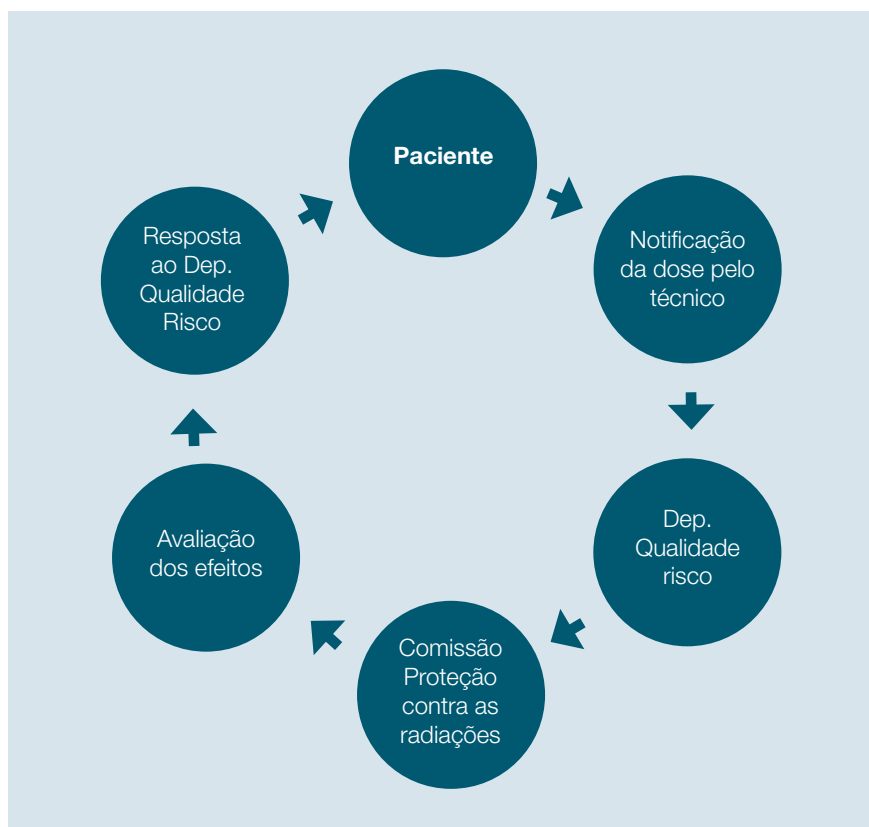 Paciente
Notificação
da dose pelo
técnico
Dep.
Qualidade
risco
Comissão
Proteção
contra as
radiações
Avaliação
dos efeitos
Resposta
ao Dep.
Qualidade
Risco